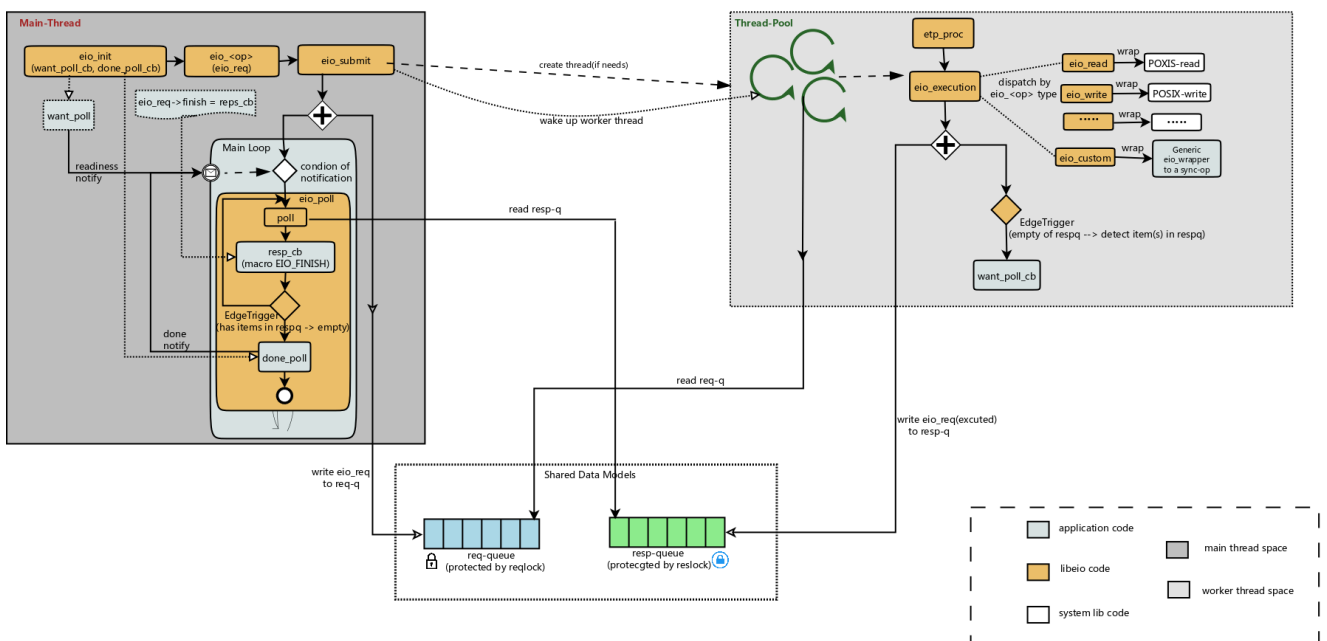 Main-Thread
eio_init
(want_poll_cb, done_poll_cb)
eio_<op>
(eio_req)
eio_submit
want_poll
eio_req->finish = reps_cb
readiness
notify
Main Loop
condion of
notification
eio_poll
poll
resp_cb
(macro EIO_FINISH)
EdgeTrigger
(has items in respq -> empty)
done
notify
done_poll
create thread(if needs)
wake up worker thread
read resp-q
Thread-Pool
etp_proc
eio_execution
dispatch by
eio_<op> type
eio_read
wrap
POXIS-read
eio_write
wrap
POSIX-write
.....
wrap
.....
eio_custom
wrap
Generic
eio_wrapper
to a sync-op
EdgeTrigger
(empty of respq --> detect item(s) in respq)
want_poll_cb
read req-q
write eio_req(excuted)
to resp-q
write eio_req
to req-q
Shared Data Models
req-queue
(protected by reqlock)
resp-queue
(protecgted by reslock)
application code
main thread space
libeio code
worker thread space
system lib code